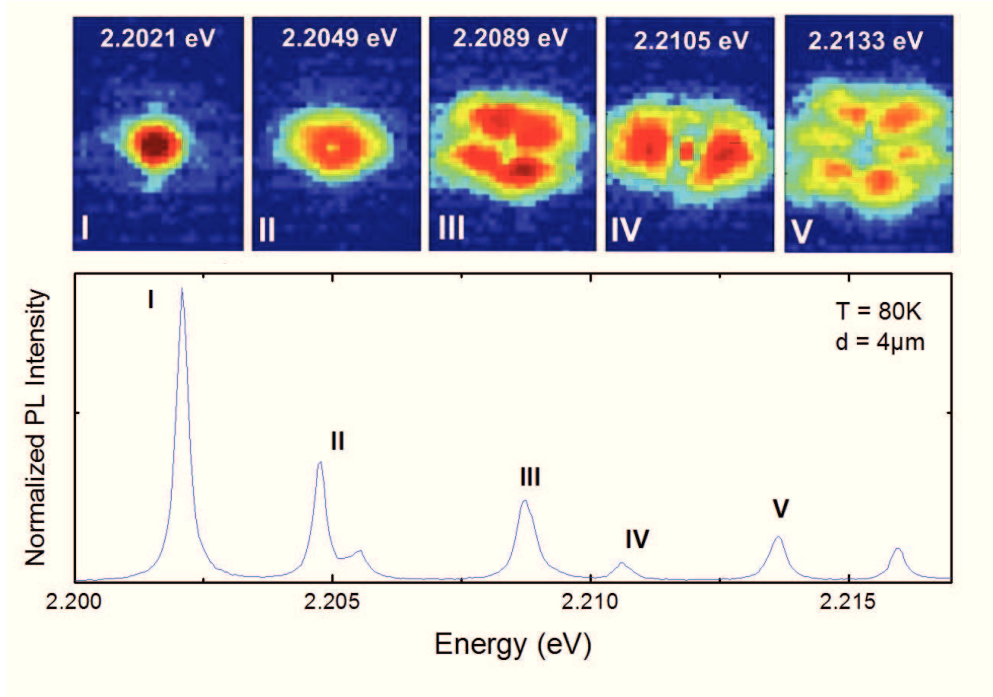 2.2021 eV 2.2049 eV 2.2089 eV 2.2105 eV 2.2133 eV
I II III IV V
Normalized PL Intensity
I
II
III
IV
V
T = 80K
d = 4µm
2.200 2.205 2.210 2.215
Energy (eV)